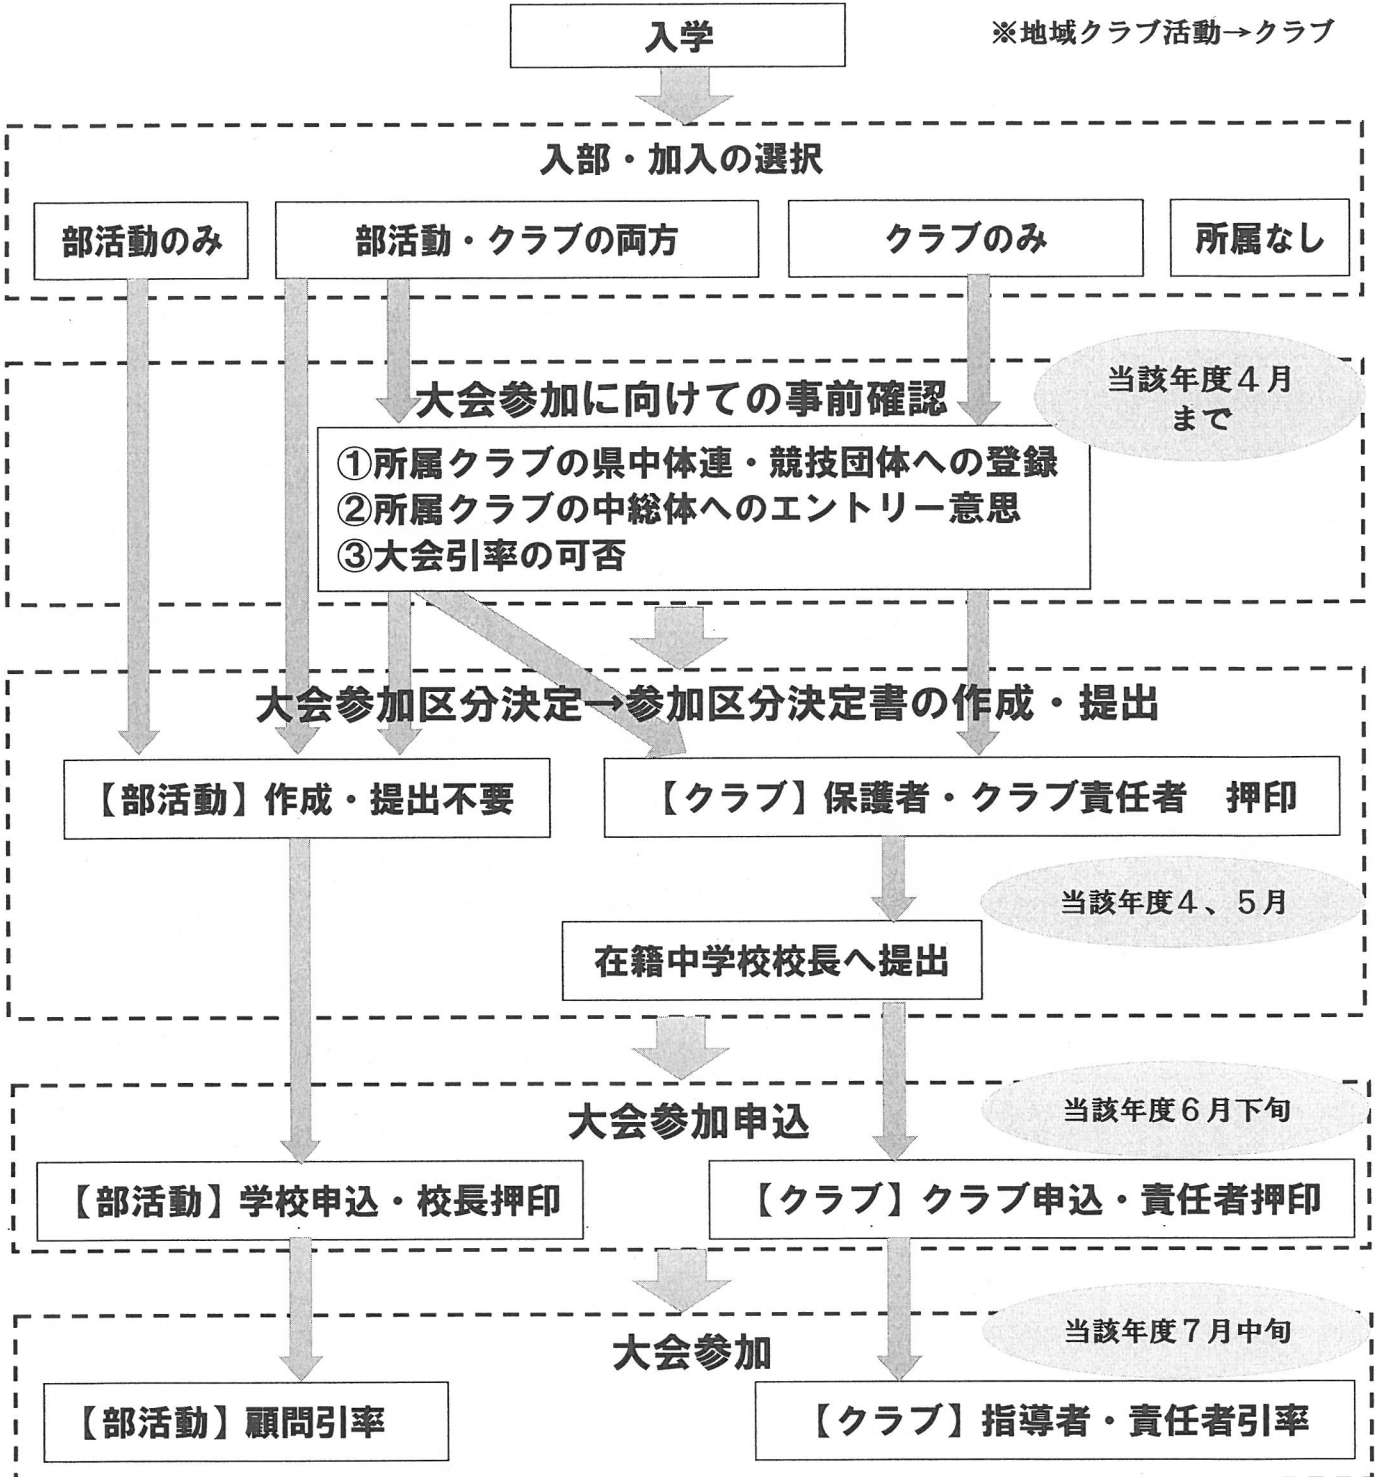 入学
※地域クラブ活動→クラブ
入部・加入の選択
部活動のみ
部活動・クラブの両方
クラブのみ
所属なし
当該年度4月
まで
大会参加に向けての事前確認
①所属クラブの県中体連・競技団体への登録
②所属クラブの中総体へのエントリー意思
③大会引率の可否
大会参加区分決定→参加区分決定書の作成・提出
【部活動】作成・提出不要
【クラブ】保護者・クラブ責任者　押印
当該年度4、5月
在籍中学校校長へ提出
当該年度6月下旬
大会参加申込
【部活動】学校申込・校長押印
【クラブ】クラブ申込・責任者押印
当該年度7月中旬
大会参加
【部活動】顧問引率
【クラブ】指導者・責任者引率